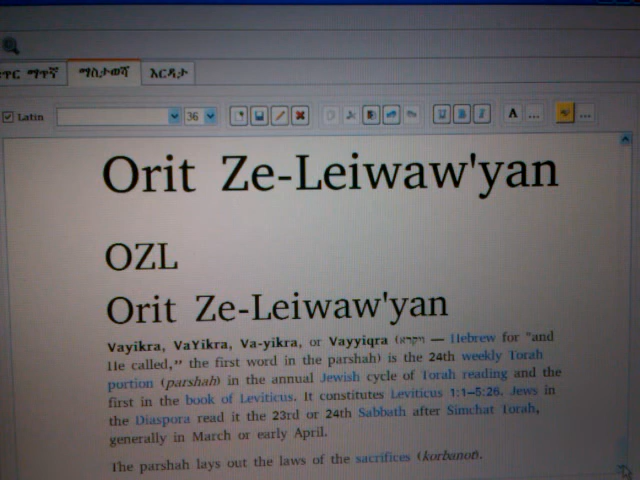 ማስታወሻ እርዳታ
Latin 36 A ... ...
Orit Ze-Leiwaw'yan
OZL
Orit Ze-Leiwaw'yan
Vayikra, VaYikra, Va-yikra, or Vayyiqra (ויקרא — Hebrew for "and
He called," the first word in the parshah) is the 24th weekly Torah
portion (parshah) in the annual Jewish cycle of Torah reading and the
first in the book of Leviticus. It constitutes Leviticus 1:1–5:26. Jews in
the Diaspora read it the 23rd or 24th Sabbath after Simchat Torah,
generally in March or early April.
The parshah lays out the laws of the sacrifices (korbanot).